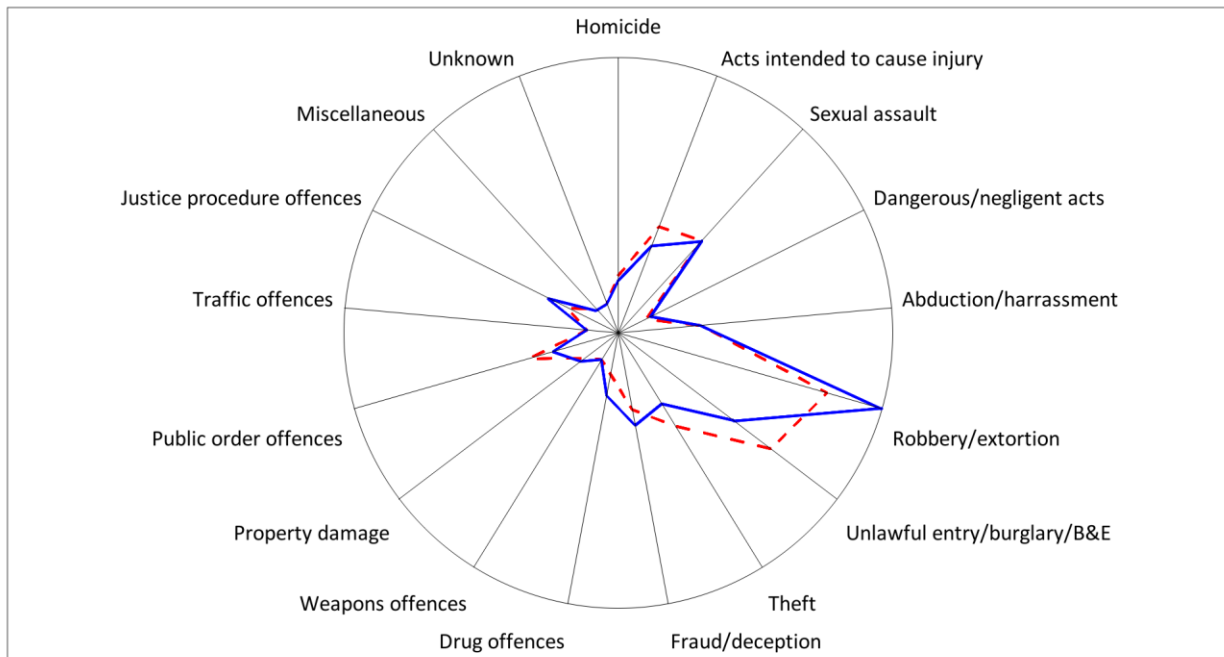 Homicide
Unknown
Acts intended to cause injury
Miscellaneous
Sexual assault
Justice procedure offences
Dangerous/negligent acts
Traffic offences
Abduction/harrassment
Public order offences
Robbery/extortion
Property damage
Unlawful entry/burglary/B&E
Weapons offences
Theft
Drug offences
Fraud/deception